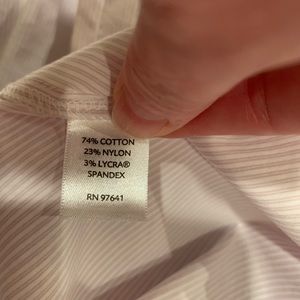 74% COTTON
23% NYLON
3% LYCRA®
SPANDEX
RN 97641